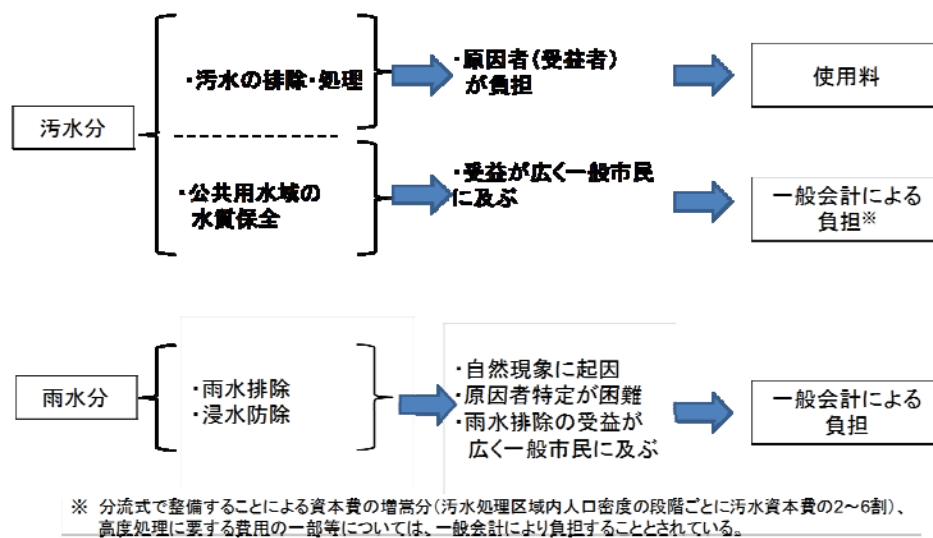 汚水分
・汚水の排除・処理
・原因者(受益者)
が負担
使用料
・公共用水域の
水質保全
・受益が広く一般市民
に及ぶ
一般会計による
負担※
雨水分
・雨水排除
・浸水防除
・自然現象に起因
・原因者特定が困難
・雨水排除の受益が
広く一般市民に及ぶ
一般会計による
負担
※ 分流式で整備することによる資本費の増嵩分(汚水処理区域内人口密度の段階ごとに汚水資本費の2~6割)、
高度処理に要する費用の一部等については、一般会計により負担することとされている。